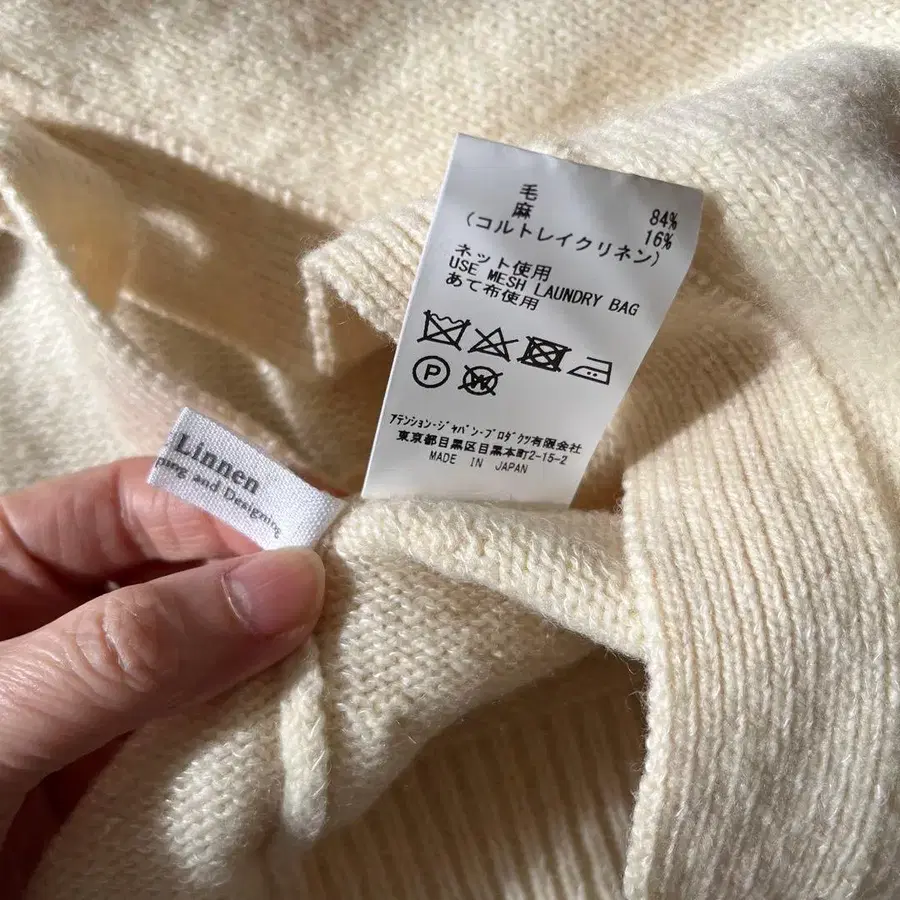 毛 84%
麻 16%
(コルトレイクリネン)
ネット使用
USE MESH LAUNDRY BAG
あて布使用
P W
アテンション・ジャパン・プロダクツ有限会社
東京都目黒区目黒本町2-15-2
MADE IN JAPAN
Linnen
and Designing